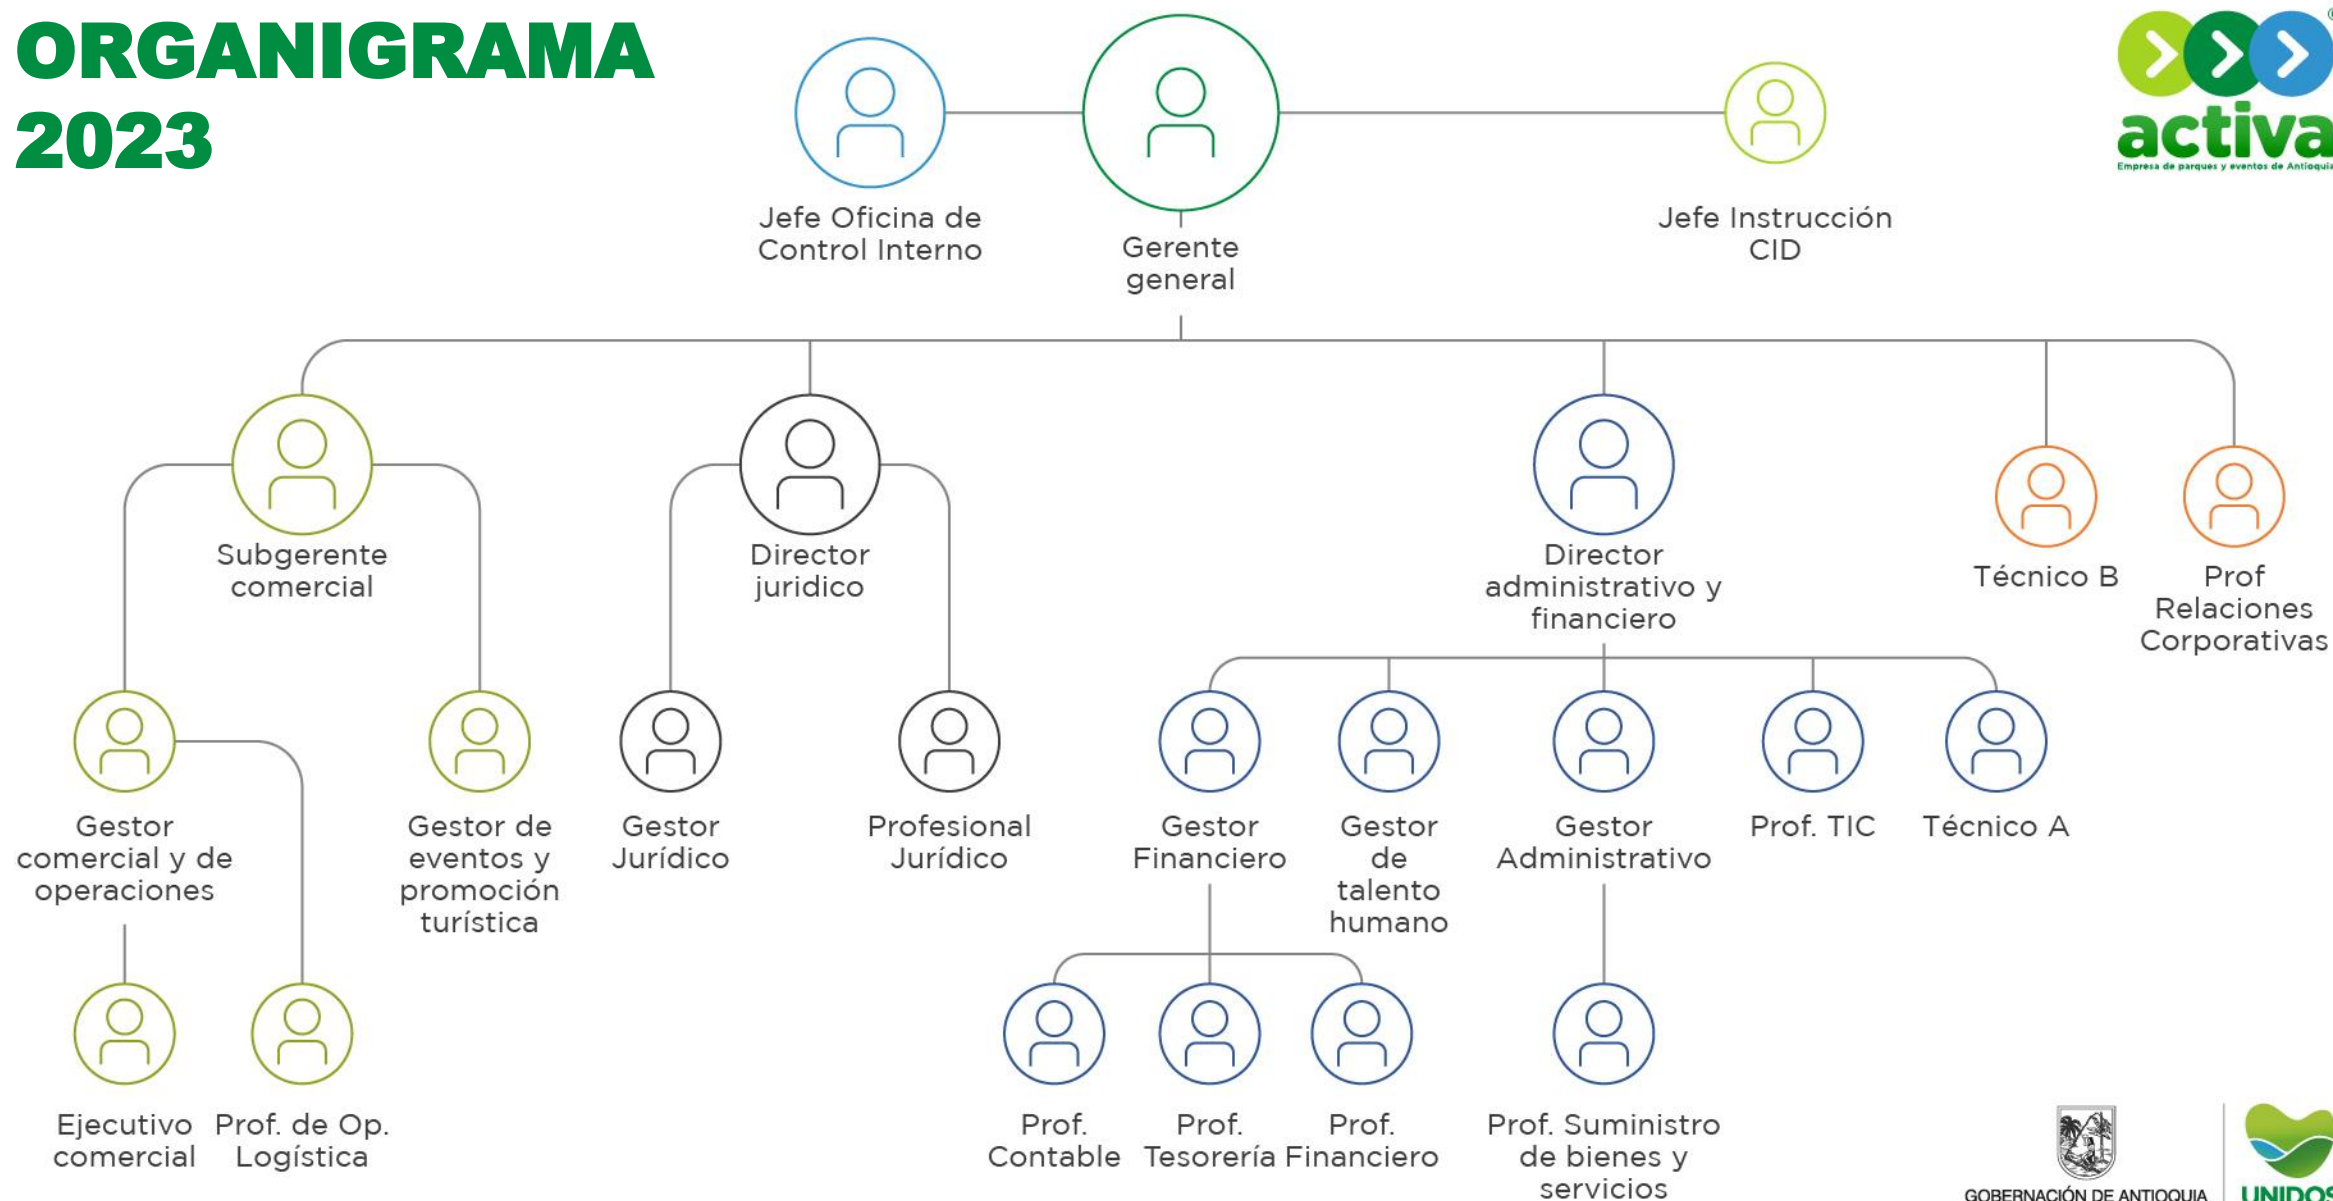 ORGANIGRAMA
2023
activa
Empresa de parques y eventos de Antioquia
Jefe Oficina de
Control Interno
Gerente
general
Jefe Instrucción
CID
Subgerente
comercial
Director
juridico
Director
administrativo y
financiero
Técnico B
Prof
Relaciones
Corporativas
Gestor
comercial y de
operaciones
Gestor de
eventos y
promoción
turística
Gestor
Jurídico
Profesional
Jurídico
Gestor
Financiero
Gestor
de
talento
humano
Gestor
Administrativo
Prof. TIC
Técnico A
Ejecutivo
comercial
Prof. de Op.
Logística
Prof.
Contable
Prof.
Tesorería
Prof.
Financiero
Prof. Suministro
de bienes y
servicios
GOBERNACIÓN DE ANTIOQUIA
UNIDOS